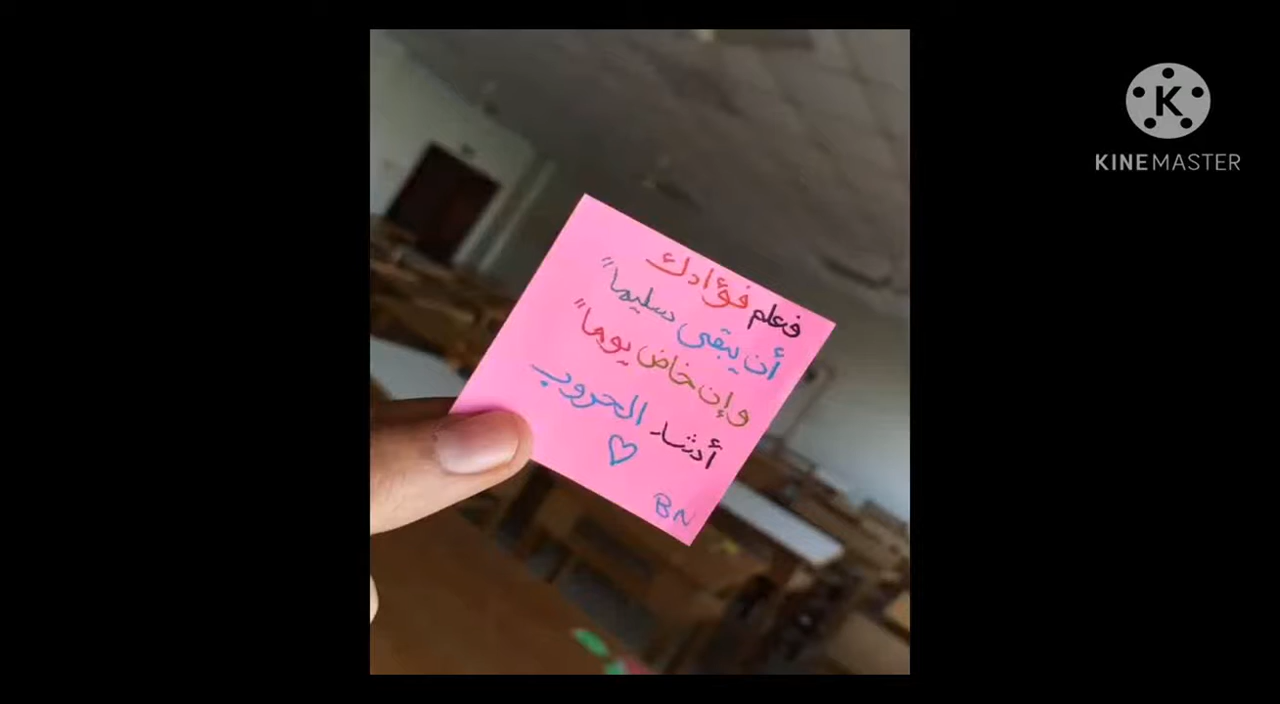 فعلم فؤادك
أن يبقى سليماً
وإن خاض يوماً
أشد الحروب
BN
K
KINEMASTER